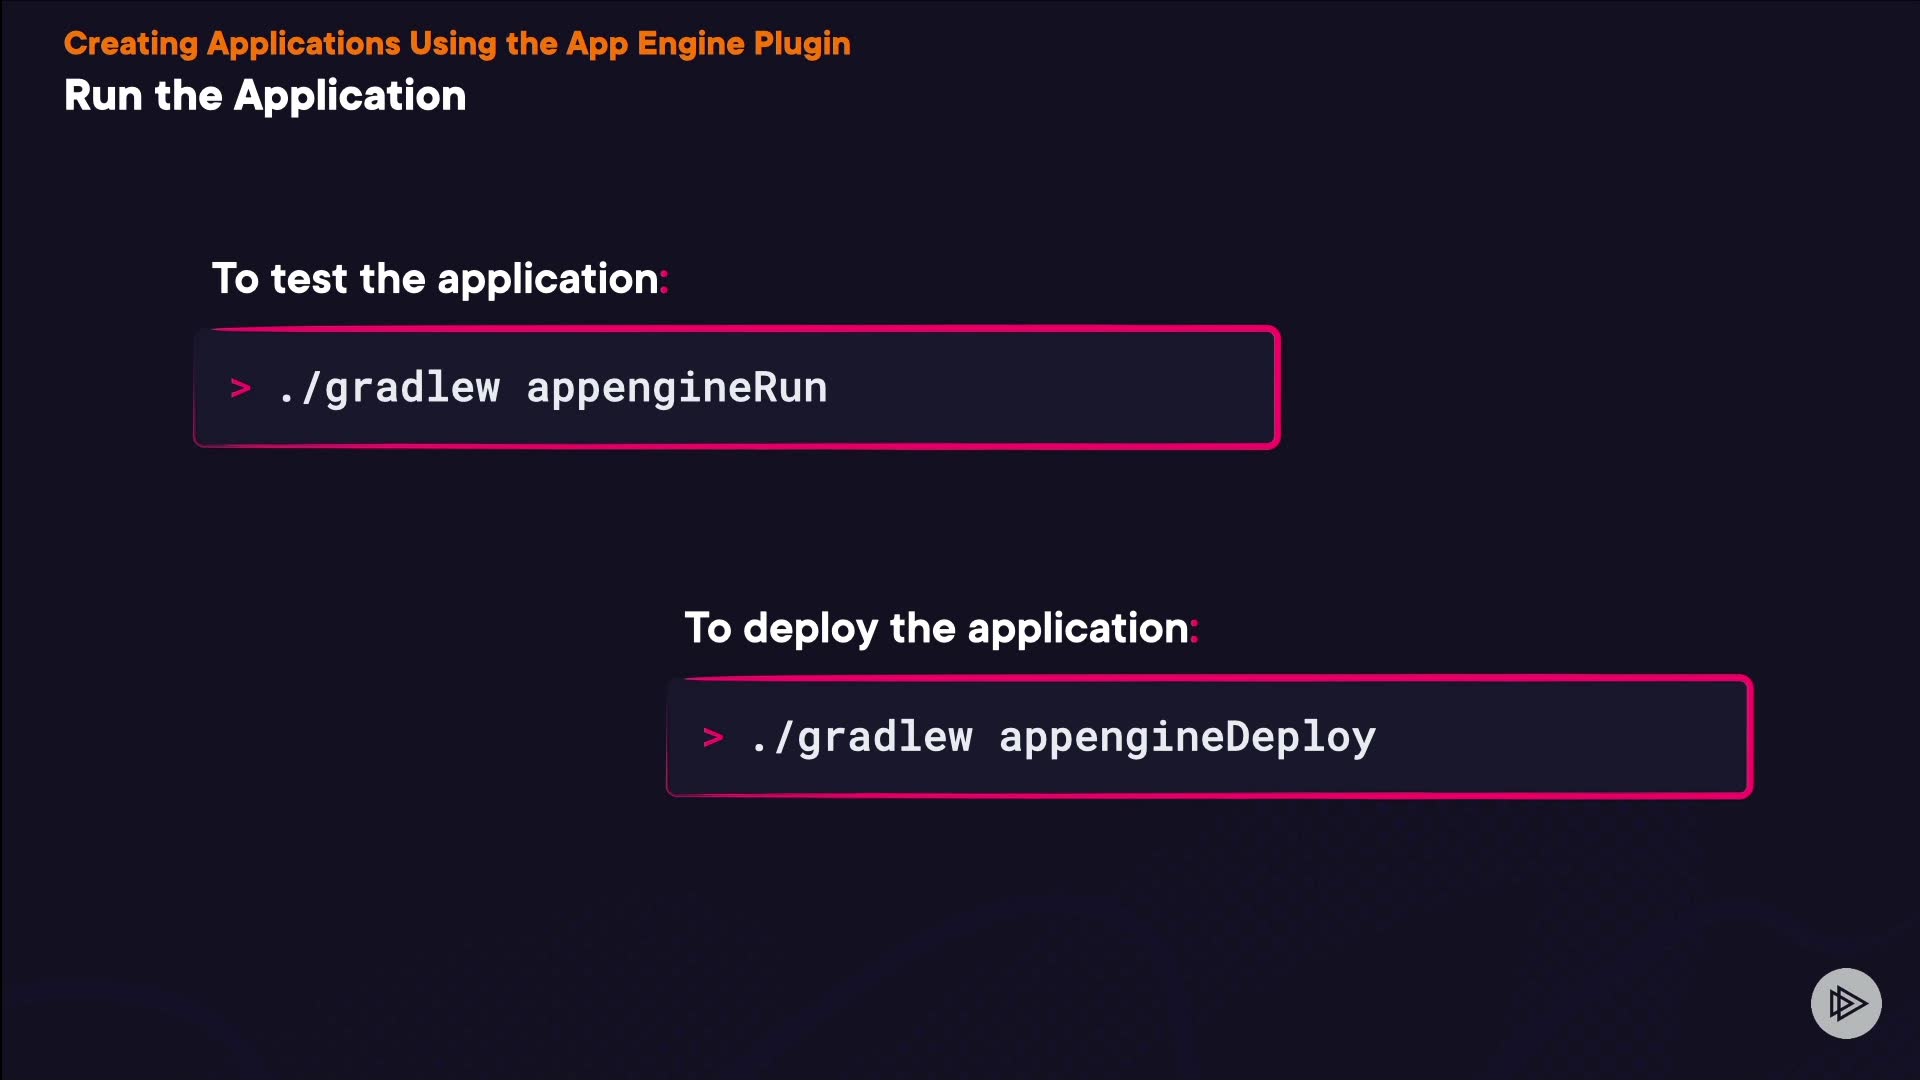 Creating Applications Using the App Engine Plugin
Run the Application
To test the application:
> ./gradlew appengineRun
To deploy the application:
> ./gradlew appengineDeploy